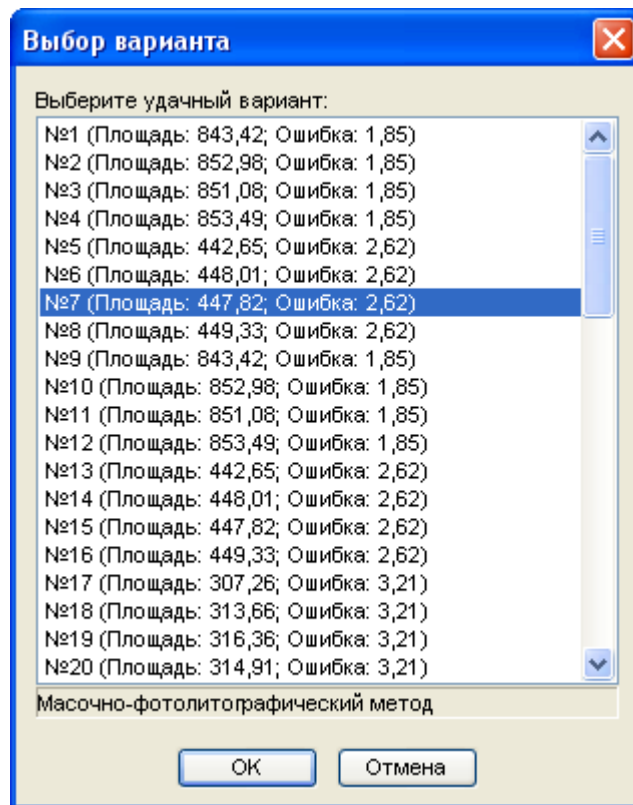 Выбор варианта
Выберите удачный вариант:
№1 (Площадь: 843,42; Ошибка: 1,85)
№2 (Площадь: 852,98; Ошибка: 1,85)
№3 (Площадь: 851,08; Ошибка: 1,85)
№4 (Площадь: 853,49; Ошибка: 1,85)
№5 (Площадь: 442,65; Ошибка: 2,62)
№6 (Площадь: 448,01; Ошибка: 2,62)
№7 (Площадь: 447,82; Ошибка: 2,62)
№8 (Площадь: 449,33; Ошибка: 2,62)
№9 (Площадь: 843,42; Ошибка: 1,85)
№10 (Площадь: 852,98; Ошибка: 1,85)
№11 (Площадь: 851,08; Ошибка: 1,85)
№12 (Площадь: 853,49; Ошибка: 1,85)
№13 (Площадь: 442,65; Ошибка: 2,62)
№14 (Площадь: 448,01; Ошибка: 2,62)
№15 (Площадь: 447,82; Ошибка: 2,62)
№16 (Площадь: 449,33; Ошибка: 2,62)
№17 (Площадь: 307,26; Ошибка: 3,21)
№18 (Площадь: 313,66; Ошибка: 3,21)
№19 (Площадь: 316,36; Ошибка: 3,21)
№20 (Площадь: 314,91; Ошибка: 3,21)
Масочно-фотолитографический метод
ОК Отмена